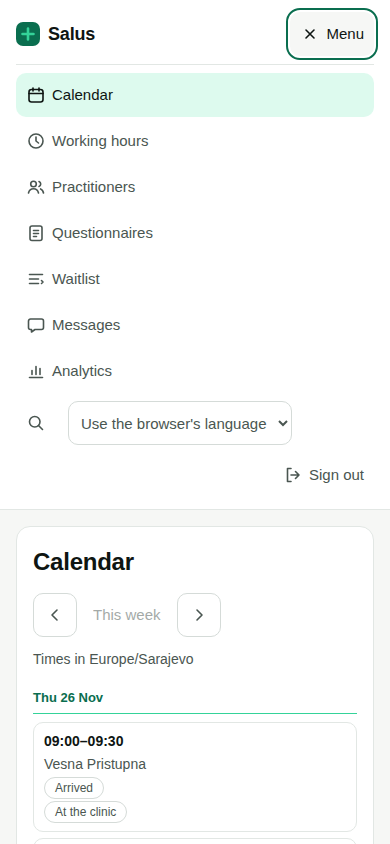 Salus
Menu
Calendar
Working hours
Practitioners
Questionnaires
Waitlist
Messages
Analytics
Use the browser's language
Sign out
Calendar
This week
Times in Europe/Sarajevo
Thu 26 Nov
09:00–09:30
Vesna Pristupna
Arrived
At the clinic